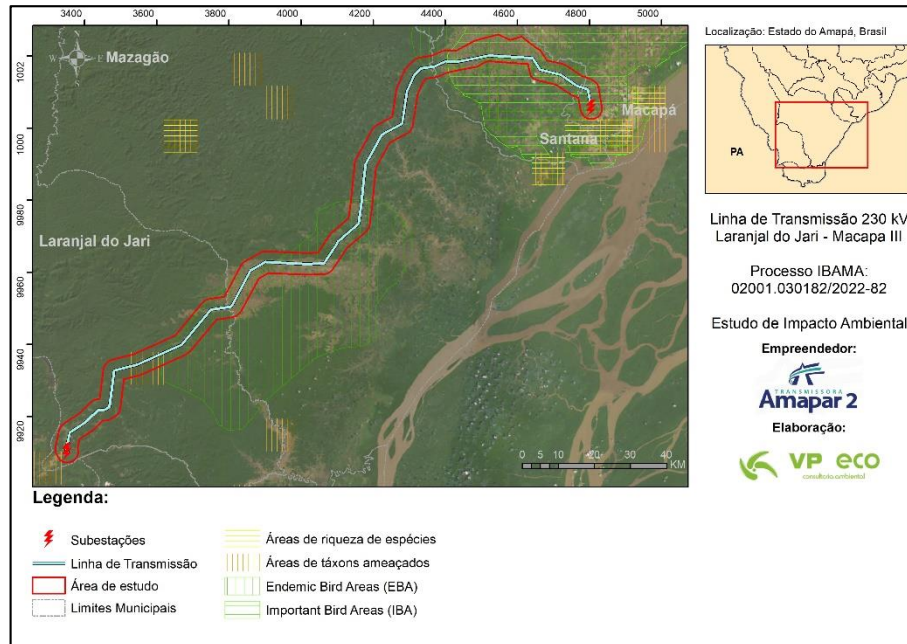 3400 3600 3800 4000 4200 4400 4600 4800 5000
1002
1000
9980
9960
9940
9920
N
W
E
S
Mazagão
Macapá
Santana
Laranjal do Jari
0 5 10 20 30 40
KM
Localização: Estado do Amapá, Brasil
PA
Linha de Transmissão 230 kV
Laranjal do Jari - Macapa III
Processo IBAMA:
02001.030182/2022-82
Estudo de Impacto Ambiental
Empreendedor:
TRANSMISSORA
Amapar 2
Elaboração:
VP eco
consultoria ambiental
Legenda:
Subestações
Linha de Transmissão
Área de estudo
Limites Municipais
Áreas de riqueza de espécies
Áreas de táxons ameaçados
Endemic Bird Areas (EBA)
Important Bird Areas (IBA)